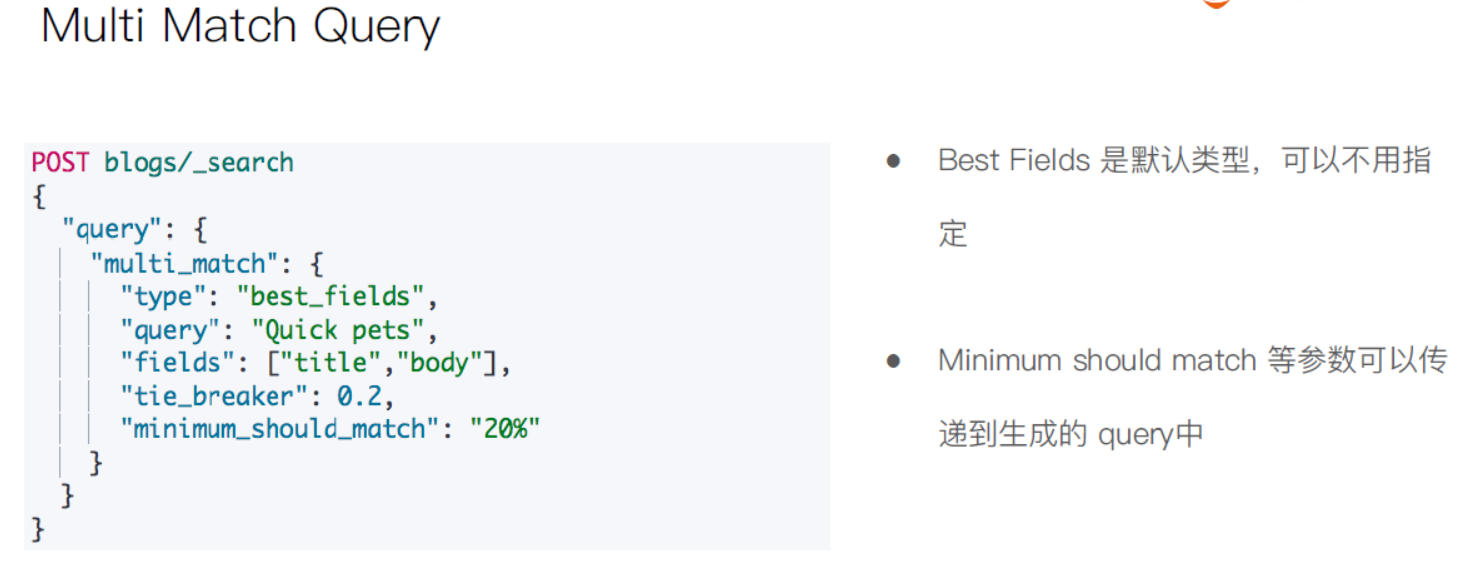 Multi Match Query
POST blogs/_search
{
  "query": {
    "multi_match": {
      "type": "best_fields",
      "query": "Quick pets",
      "fields": ["title","body"],
      "tie_breaker": 0.2,
      "minimum_should_match": "20%"
    }
  }
}
● Best Fields 是默认类型，可以不用指
定
● Minimum should match 等参数可以传
递到生成的 query中